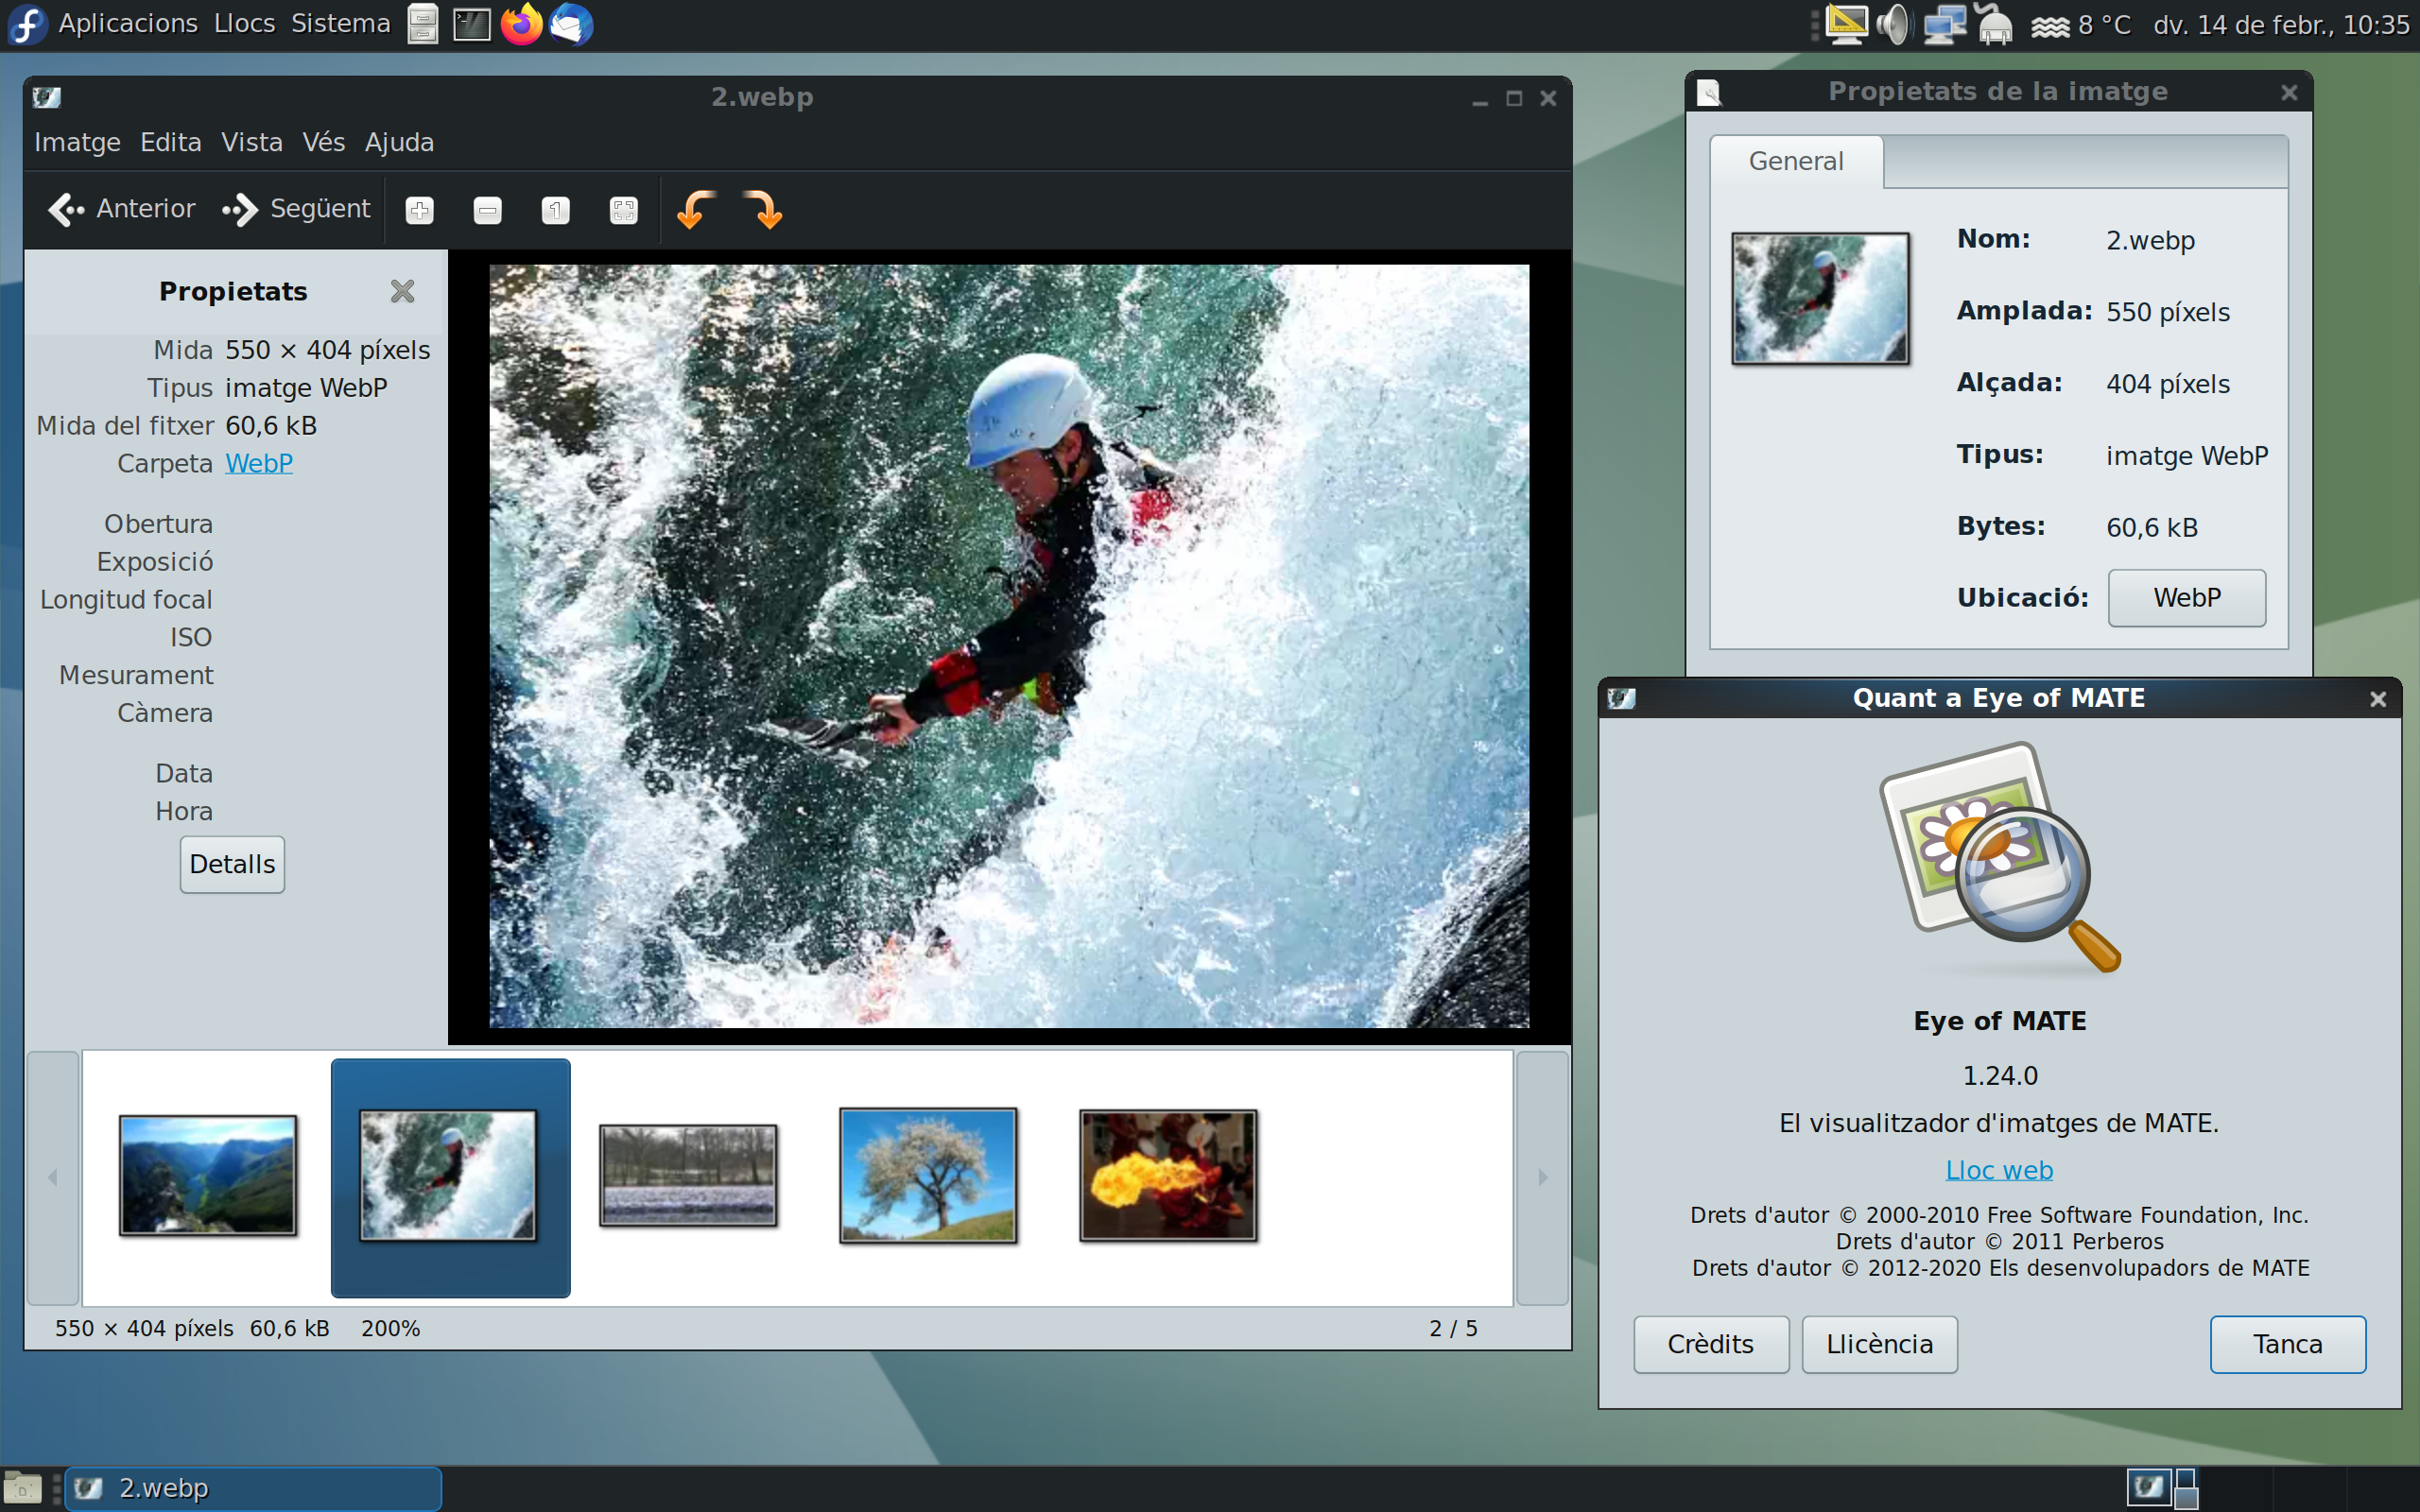 Aplicacions Llocs Sistema
8 °C dv. 14 de febr., 10:35
2.webp
Imatge Edita Vista Vés Ajuda
Anterior Següent 1
Propietats
Mida 550 × 404 píxels
Tipus imatge WebP
Mida del fitxer 60,6 kB
Carpeta WebP
Obertura
Exposició
Longitud focal
ISO
Mesurament
Càmera
Data
Hora
Detalls
550 × 404 píxels 60,6 kB 200%
2 / 5
Propietats de la imatge
General
Nom: 2.webp
Amplada: 550 píxels
Alçada: 404 píxels
Tipus: imatge WebP
Bytes: 60,6 kB
Ubicació: WebP
Quant a Eye of MATE
Eye of MATE
1.24.0
El visualitzador d'imatges de MATE.
Lloc web
Drets d'autor © 2000-2010 Free Software Foundation, Inc.
Drets d'autor © 2011 Perberos
Drets d'autor © 2012-2020 Els desenvolupadors de MATE
Crèdits Llicència Tanca
2.webp